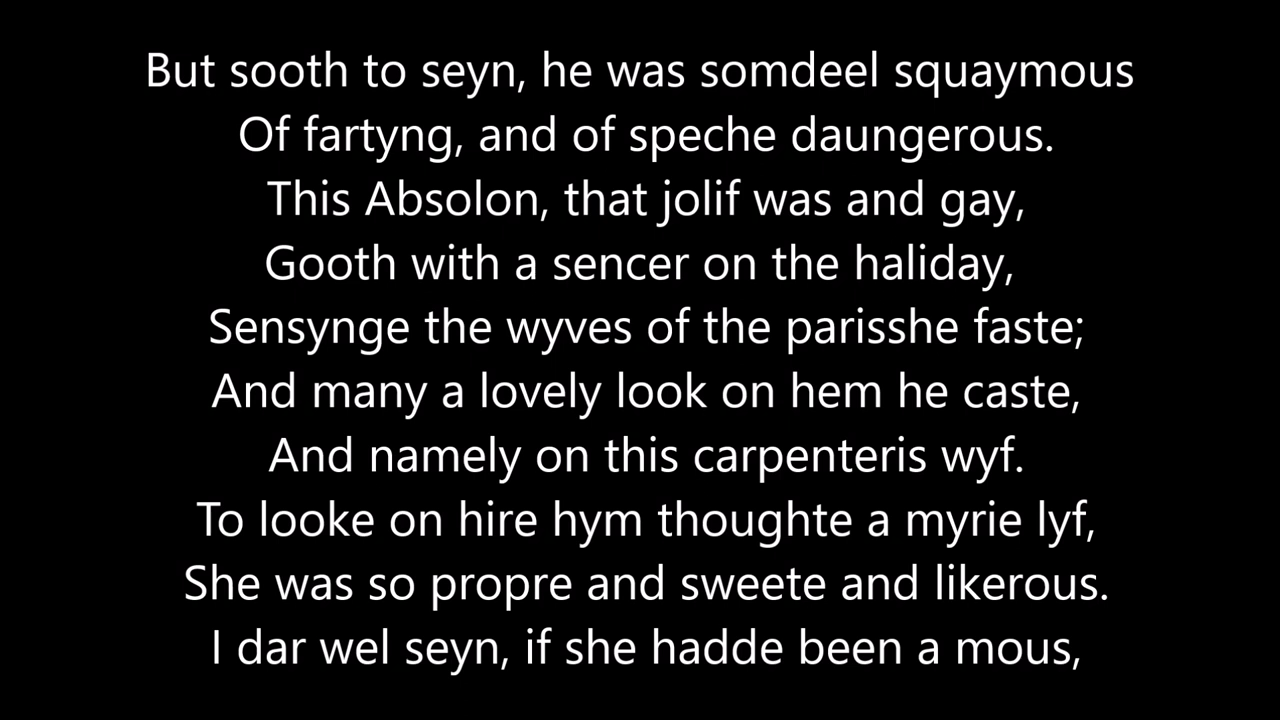 But sooth to seyn, he was somdeel squaymous
Of fartyng, and of speche daungerous.
This Absolon, that jolif was and gay,
Gooth with a sencer on the haliday,
Sensynge the wyves of the parisshe faste;
And many a lovely look on hem he caste,
And namely on this carpenteris wyf.
To looke on hire hym thoughte a myrie lyf,
She was so propre and sweete and likerous.
I dar wel seyn, if she hadde been a mous,